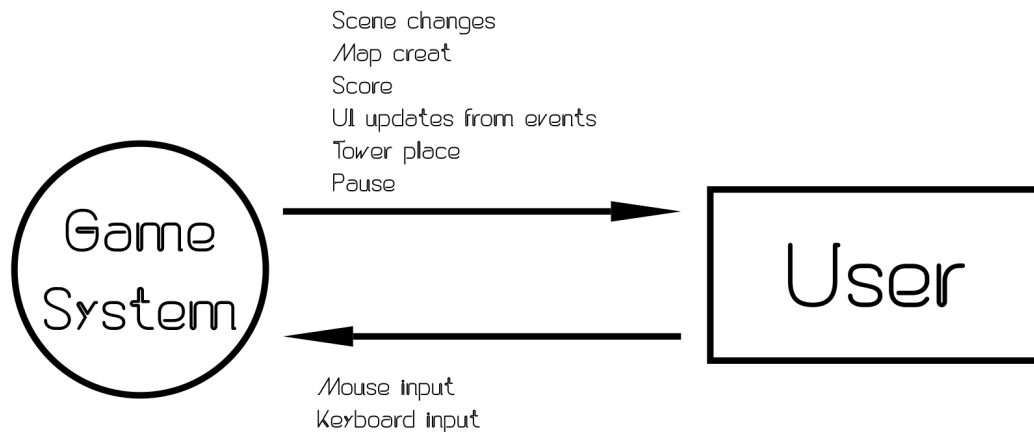 Scene changes
Map creat
Score
UI updates from events
Tower place
Pause
Game
System
User
Mouse input
Keyboard input